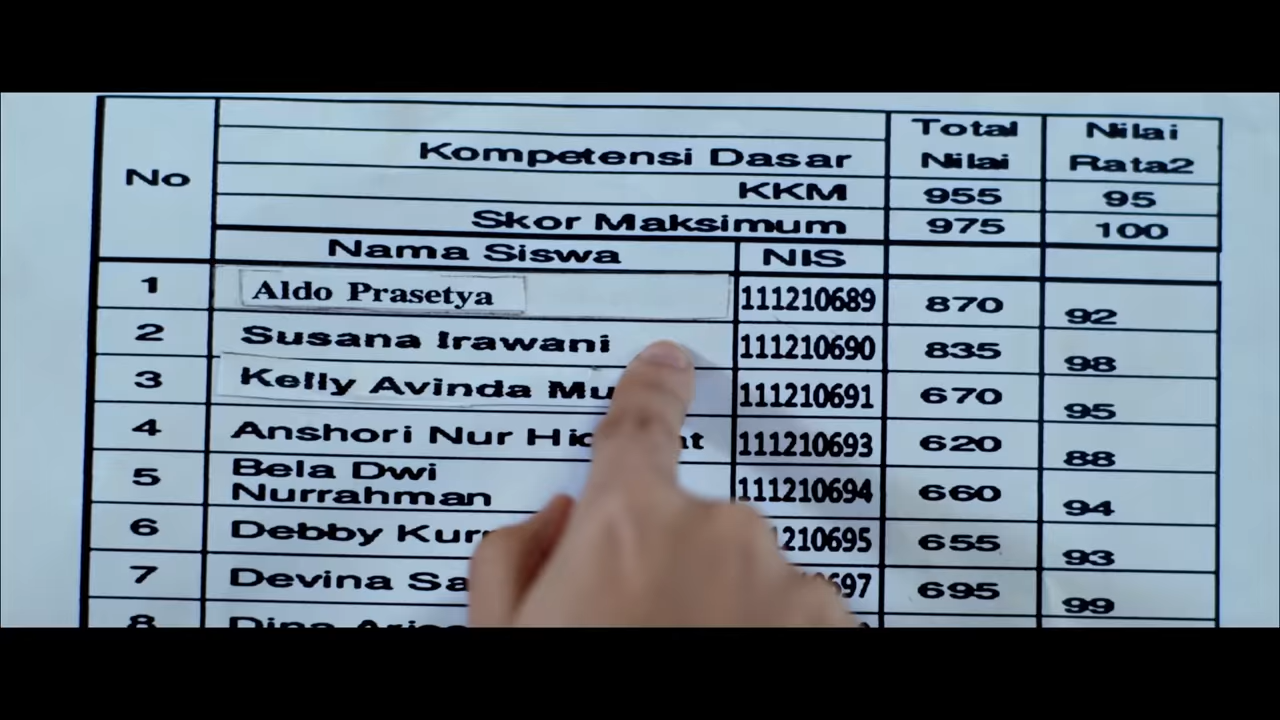 No Kompetensi Dasar Total Nilai Nilai Rata2
KKM 955 95
Skor Maksimum 975 100
Nama Siswa NIS
1 Aldo Prasetya 111210689 870 92
2 Susana Irawani 111210690 835 98
3 Kelly Avinda 111210691 670 95
4 Anshori Nur 111210693 620 88
5 Bela Dwi Nurrahman 111210694 660 94
6 Debby 655 93
7 Devina 695 99
8